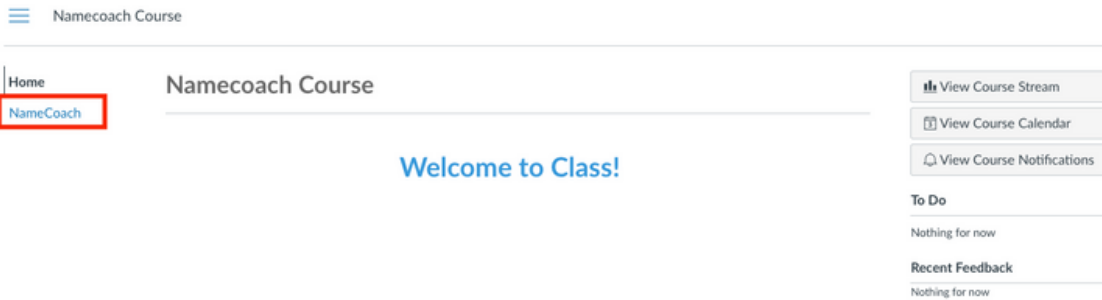 Namecoach Course
Home
NameCoach
Namecoach Course
Welcome to Class!
View Course Stream
View Course Calendar
View Course Notifications
To Do
Nothing for now
Recent Feedback
Nothing for now